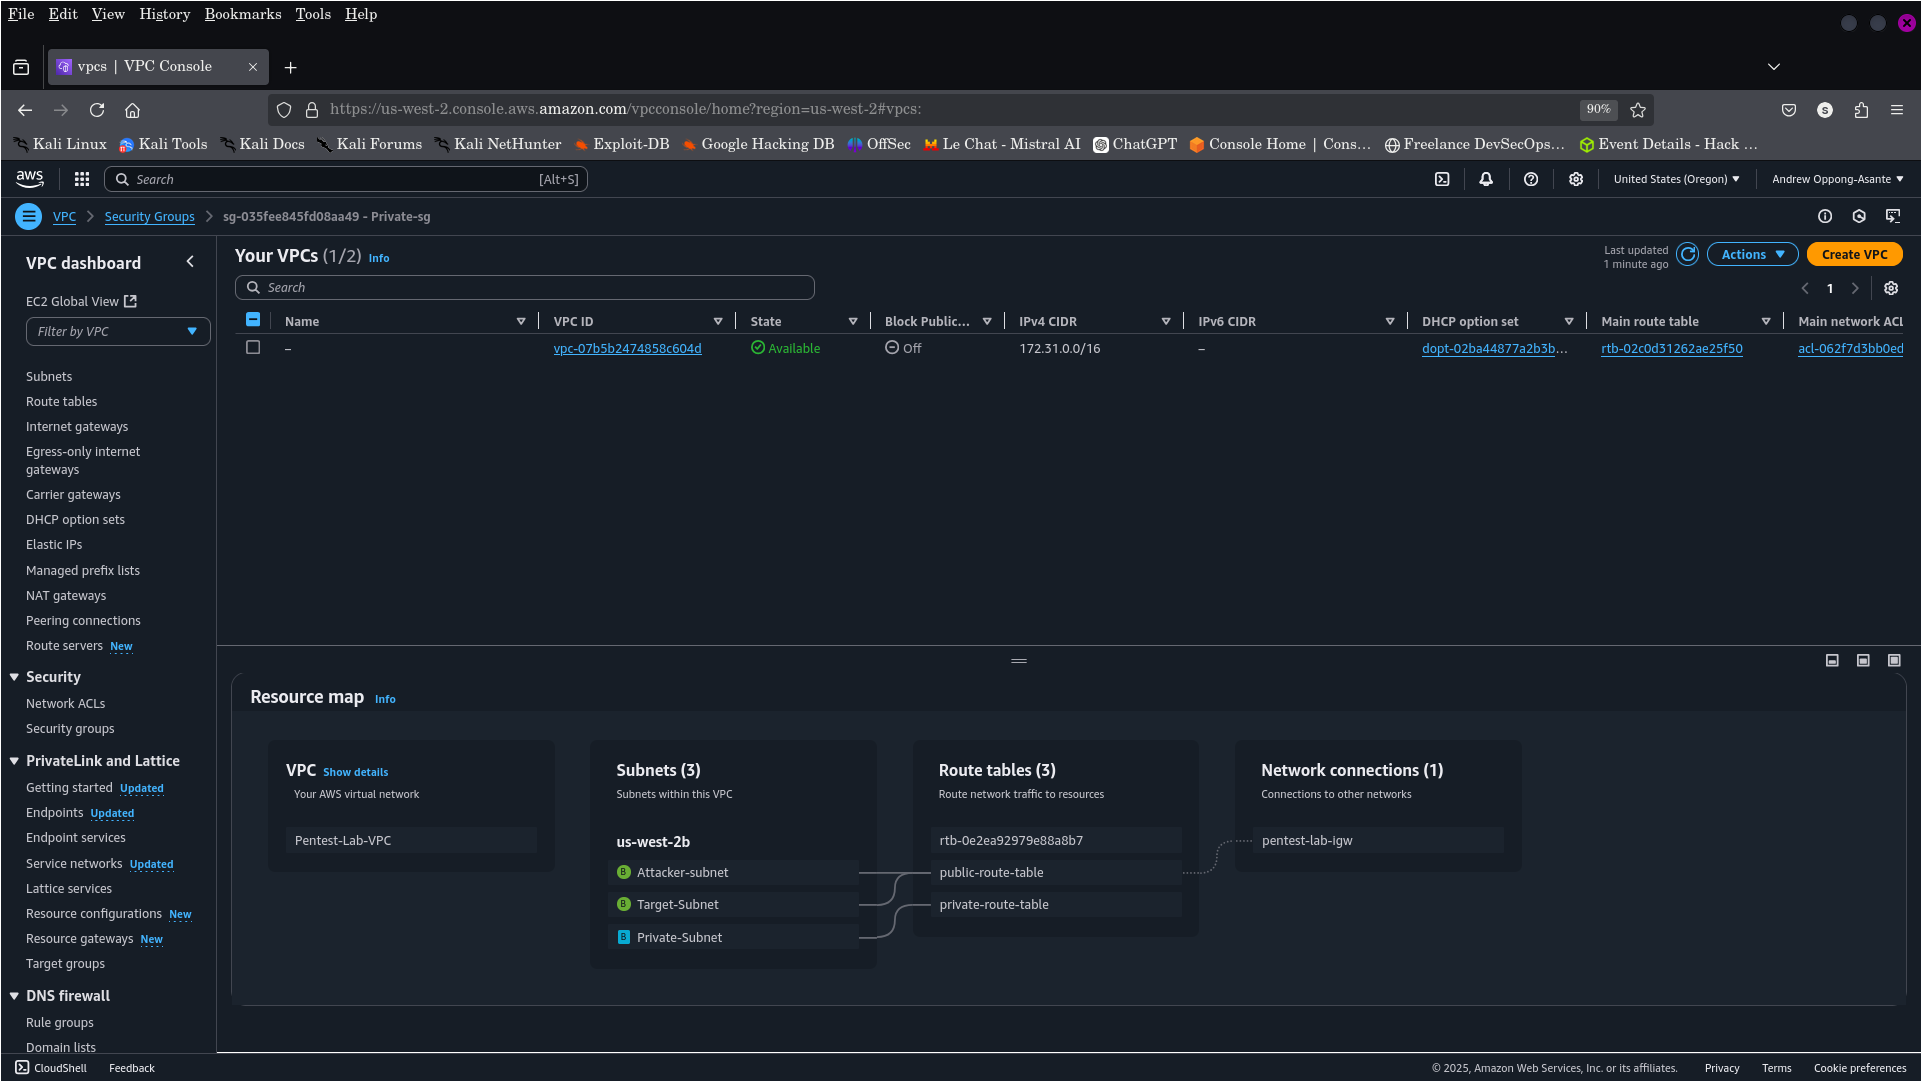 File Edit View History Bookmarks Tools Help
vpcs | VPC Console
https://us-west-2.console.aws.amazon.com/vpcconsole/home?region=us-west-2#vpcs:
90%
S
Kali Linux Kali Tools Kali Docs Kali Forums Kali NetHunter Exploit-DB Google Hacking DB OffSec Le Chat - Mistral AI ChatGPT Console Home | Cons… Freelance DevSecOps… Event Details - Hack …
aws Search [Alt+S] United States (Oregon) Andrew Oppong-Asante
VPC Security Groups sg-035fee845fd08aa49 - Private-sg
VPC dashboard
EC2 Global View
Filter by VPC
Subnets
Route tables
Internet gateways
Egress-only internet
gateways
Carrier gateways
DHCP option sets
Elastic IPs
Managed prefix lists
NAT gateways
Peering connections
Route servers New
Security
Network ACLs
Security groups
PrivateLink and Lattice
Getting started Updated
Endpoints Updated
Endpoint services
Service networks Updated
Lattice services
Resource configurations New
Resource gateways New
Target groups
DNS firewall
Rule groups
Domain lists
Your VPCs (1/2) Info
Last updated
1 minute ago
Actions
Create VPC
Search
1
Name VPC ID State Block Public... IPv4 CIDR IPv6 CIDR DHCP option set Main route table Main network ACL
– vpc-07b5b2474858c604d Available Off 172.31.0.0/16 – dopt-02ba44877a2b3b… rtb-02c0d31262ae25f50 acl-062f7d3bb0ed
Resource map Info
VPC Show details
Your AWS virtual network
Pentest-Lab-VPC
Subnets (3)
Subnets within this VPC
us-west-2b
B Attacker-subnet
B Target-Subnet
B Private-Subnet
Route tables (3)
Route network traffic to resources
rtb-0e2ea92979e88a8b7
public-route-table
private-route-table
Network connections (1)
Connections to other networks
pentest-lab-igw
CloudShell Feedback © 2025, Amazon Web Services, Inc. or its affiliates. Privacy Terms Cookie preferences